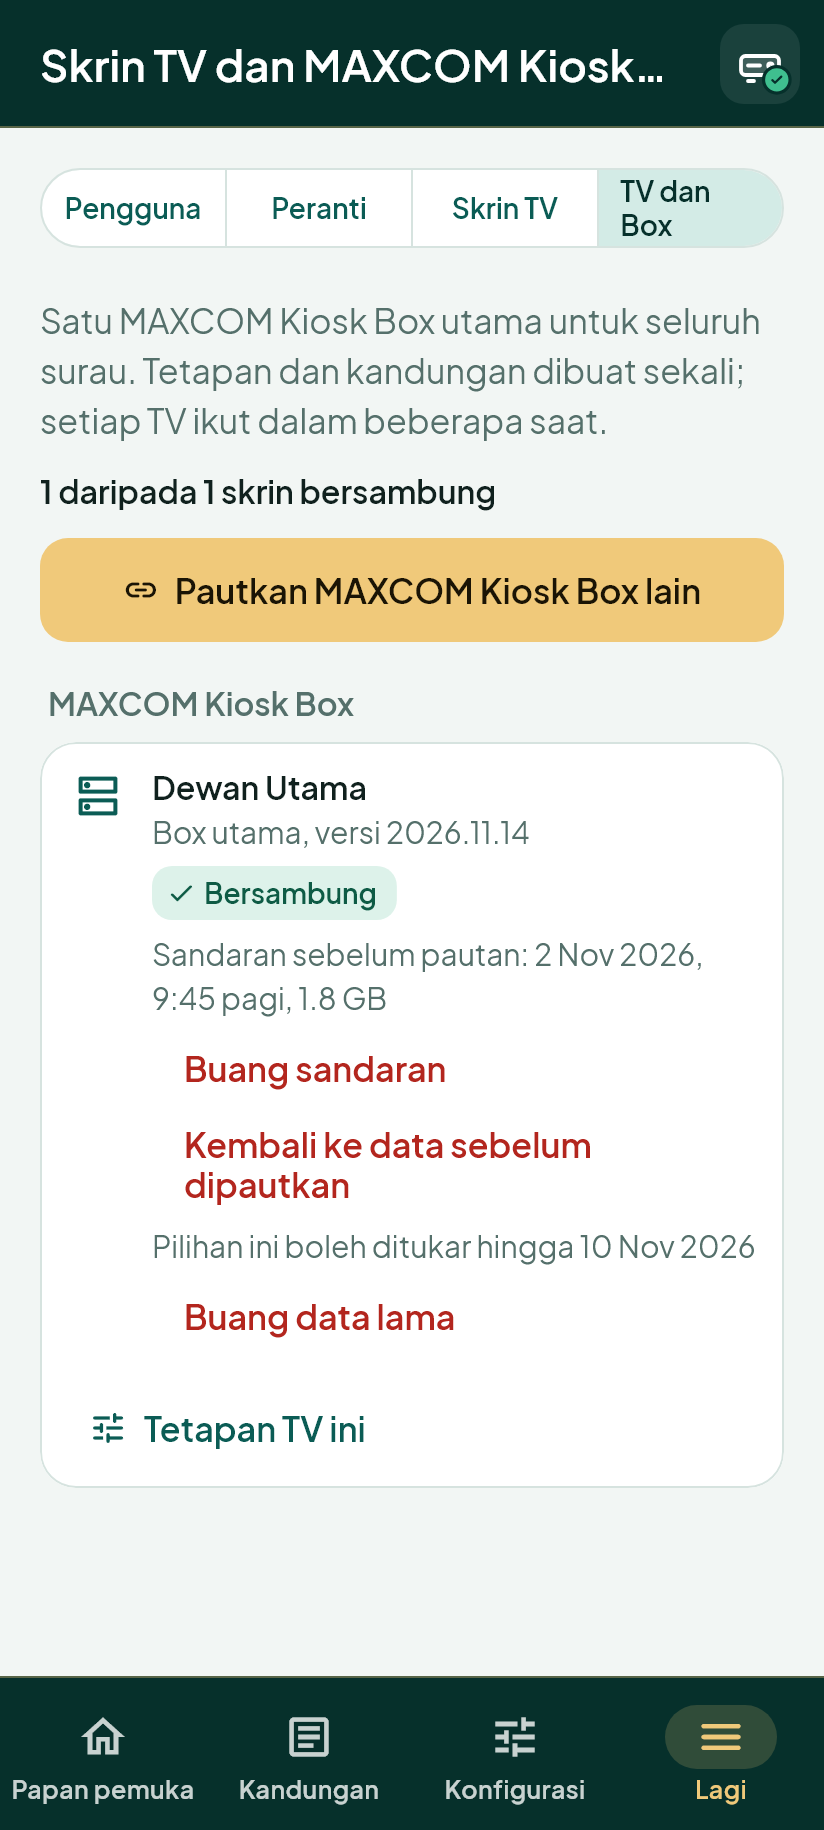 Skrin TV dan MAXCOM Kiosk...
Pengguna
Peranti
Skrin TV
TV dan
Box
Satu MAXCOM Kiosk Box utama untuk seluruh
surau. Tetapan dan kandungan dibuat sekali;
setiap TV ikut dalam beberapa saat.
1 daripada 1 skrin bersambung
Pautkan MAXCOM Kiosk Box lain
MAXCOM Kiosk Box
Dewan Utama
Box utama, versi 2026.11.14
Bersambung
Sandaran sebelum pautan: 2 Nov 2026,
9:45 pagi, 1.8 GB
Buang sandaran
Kembali ke data sebelum
dipautkan
Pilihan ini boleh ditukar hingga 10 Nov 2026
Buang data lama
Tetapan TV ini
Papan pemuka
Kandungan
Konfigurasi
Lagi